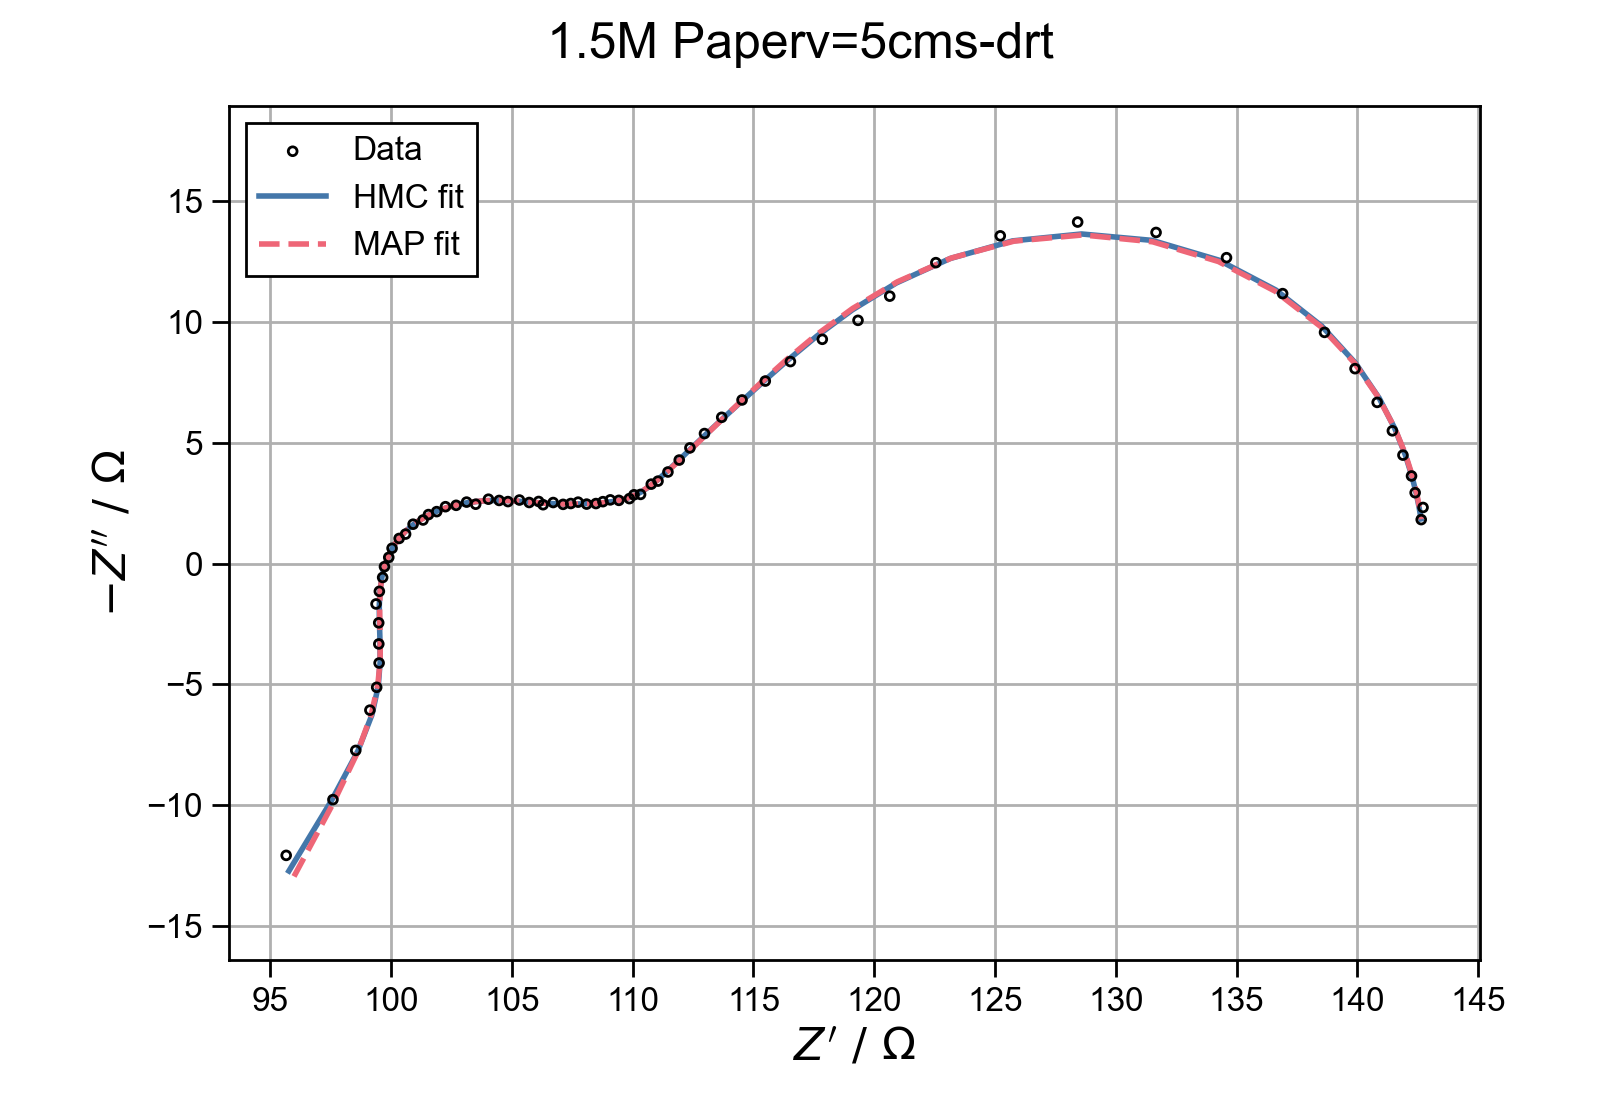 1.5M Paperv=5cms-drt
Data
HMC fit
MAP fit
15
10
5
0
−5
−10
−15
−Z′′ / Ω
95 100 105 110 115 120 125 130 135 140 145
Z′ / Ω